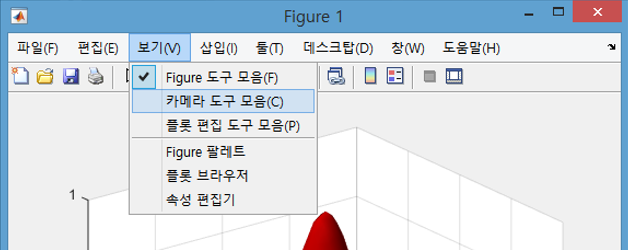 Figure 1
파일(F) 편집(E) 보기(V) 삽입(I) 툴(T) 데스크탑(D) 창(W) 도움말(H)
Figure 도구 모음(F)
카메라 도구 모음(C)
플롯 편집 도구 모음(P)
Figure 팔레트
플롯 브라우저
속성 편집기
1